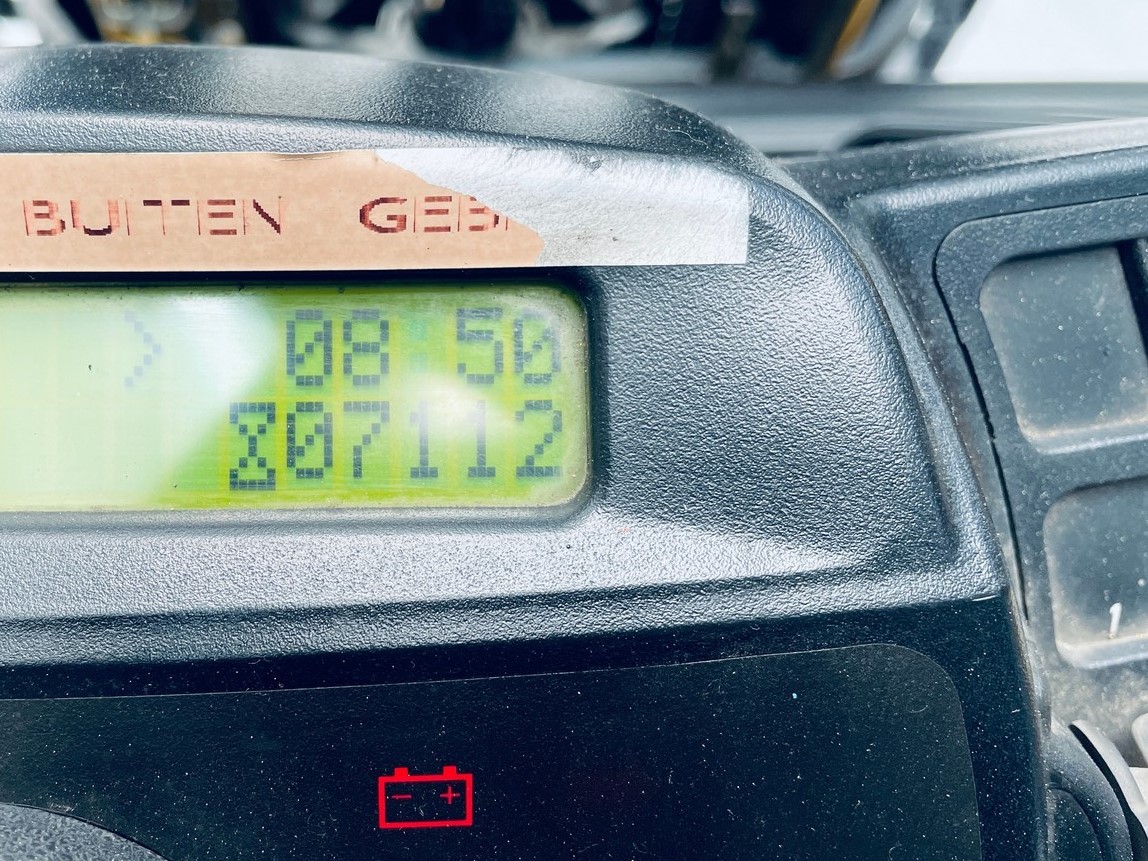 BUITEN GEB
> 08:50
⌛07112
- +